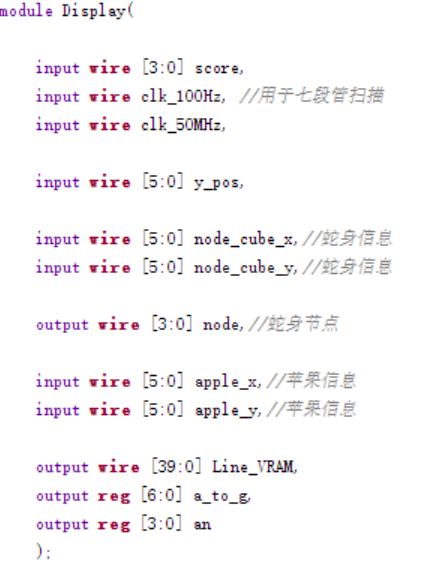 module Display(
input wire [3:0] score,
input wire clk_100Hz, //用于七段管扫描
input wire clk_50MHz,
input wire [5:0] y_pos,
input wire [5:0] node_cube_x,//蛇身信息
input wire [5:0] node_cube_y,//蛇身信息
output wire [3:0] node,//蛇身节点
input wire [5:0] apple_x,//苹果信息
input wire [5:0] apple_y,//苹果信息
output wire [39:0] Line_VRAM,
output reg [6:0] a_to_g,
output reg [3:0] an
);